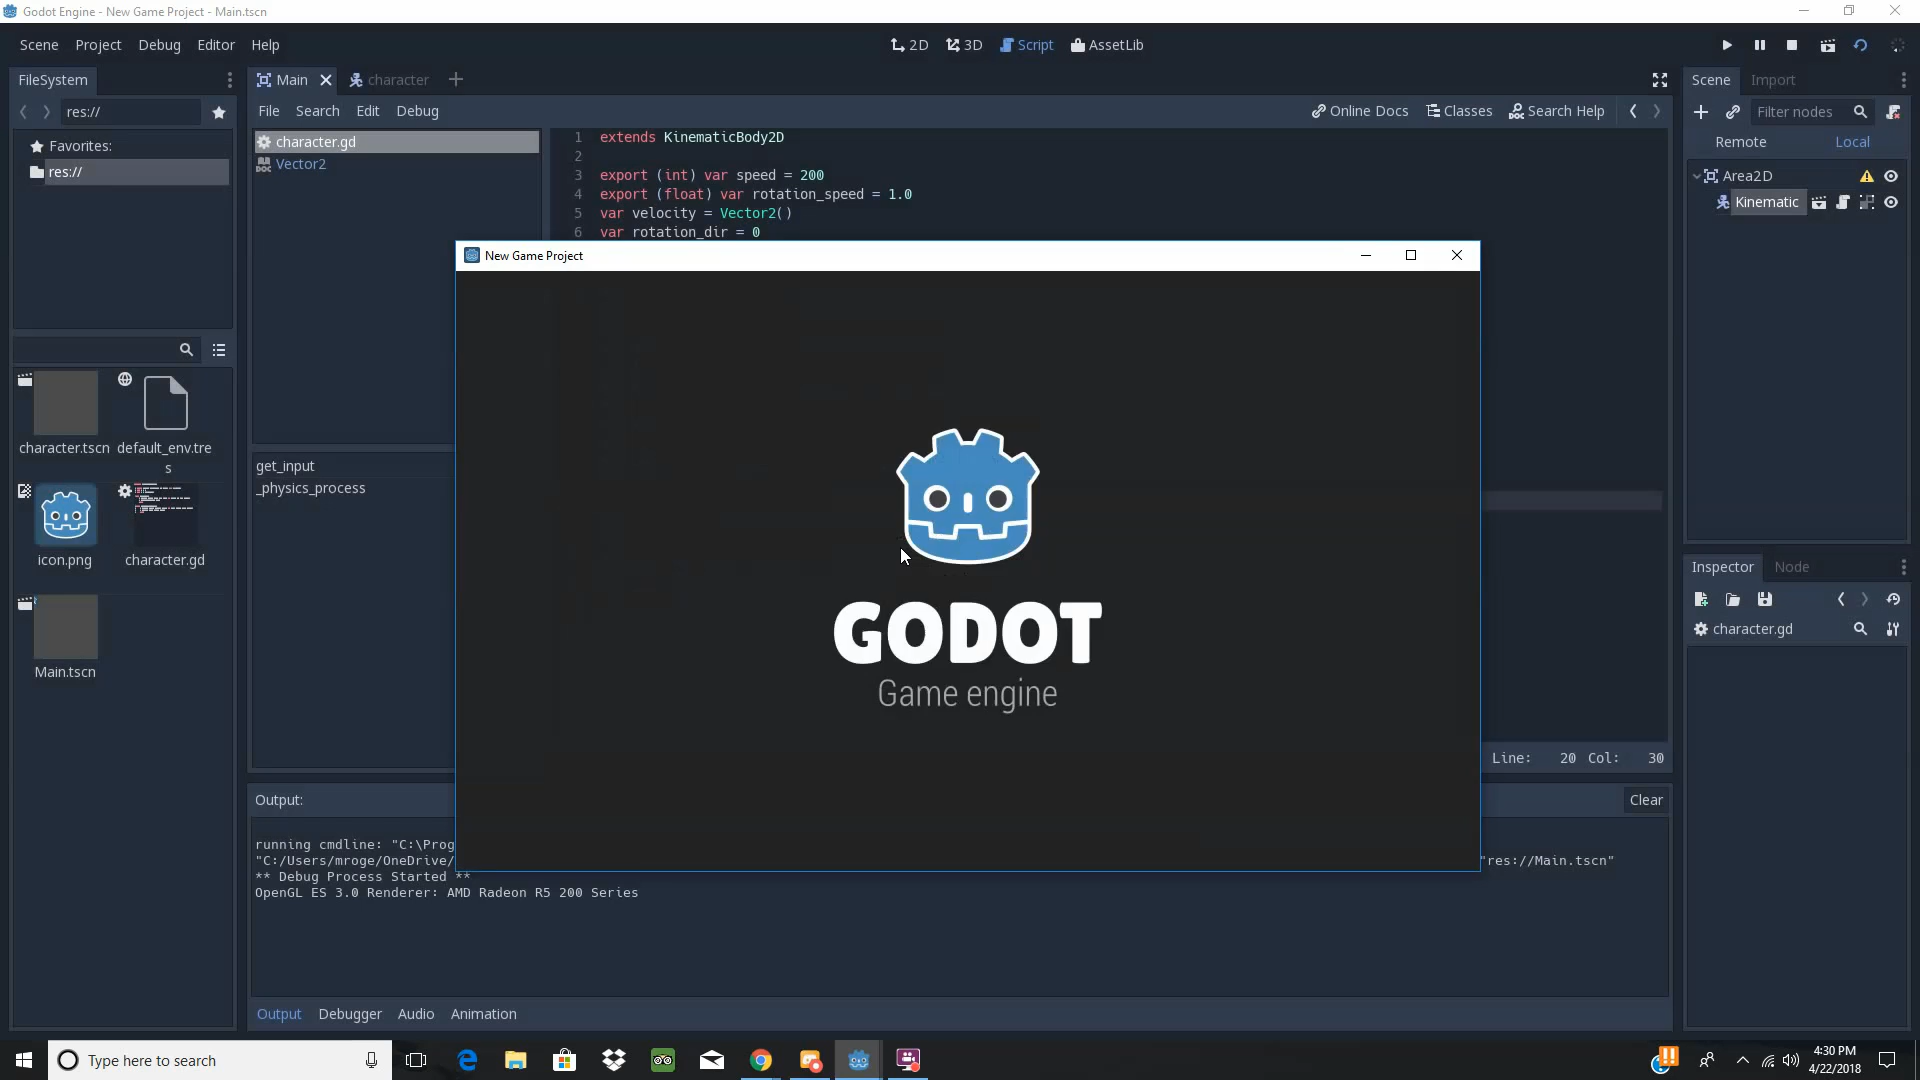 Godot Engine - New Game Project - Main.tscn
Scene Project Debug Editor Help
2D 3D Script AssetLib
FileSystem
Main character
Scene Import
res://
File Search Edit Debug
Online Docs Classes Search Help
Filter nodes
Favorites:
res://
character.gd
Vector2
1 extends KinematicBody2D
2
3 export (int) var speed = 200
4 export (float) var rotation_speed = 1.0
5 var velocity = Vector2()
6 var rotation_dir = 0
Remote Local
Area2D
Kinematic
New Game Project
GODOT
Game engine
get_input
_physics_process
character.tscn
default_env.tre
s
icon.png
character.gd
Main.tscn
Inspector Node
character.gd
Line: 20 Col: 30
Output:
Clear
running cmdline: "C:\Prog
"C:/Users/mroge/OneDrive/ "res://Main.tscn"
** Debug Process Started **
OpenGL ES 3.0 Renderer: AMD Radeon R5 200 Series
Output Debugger Audio Animation
Type here to search
4:30 PM
4/22/2018